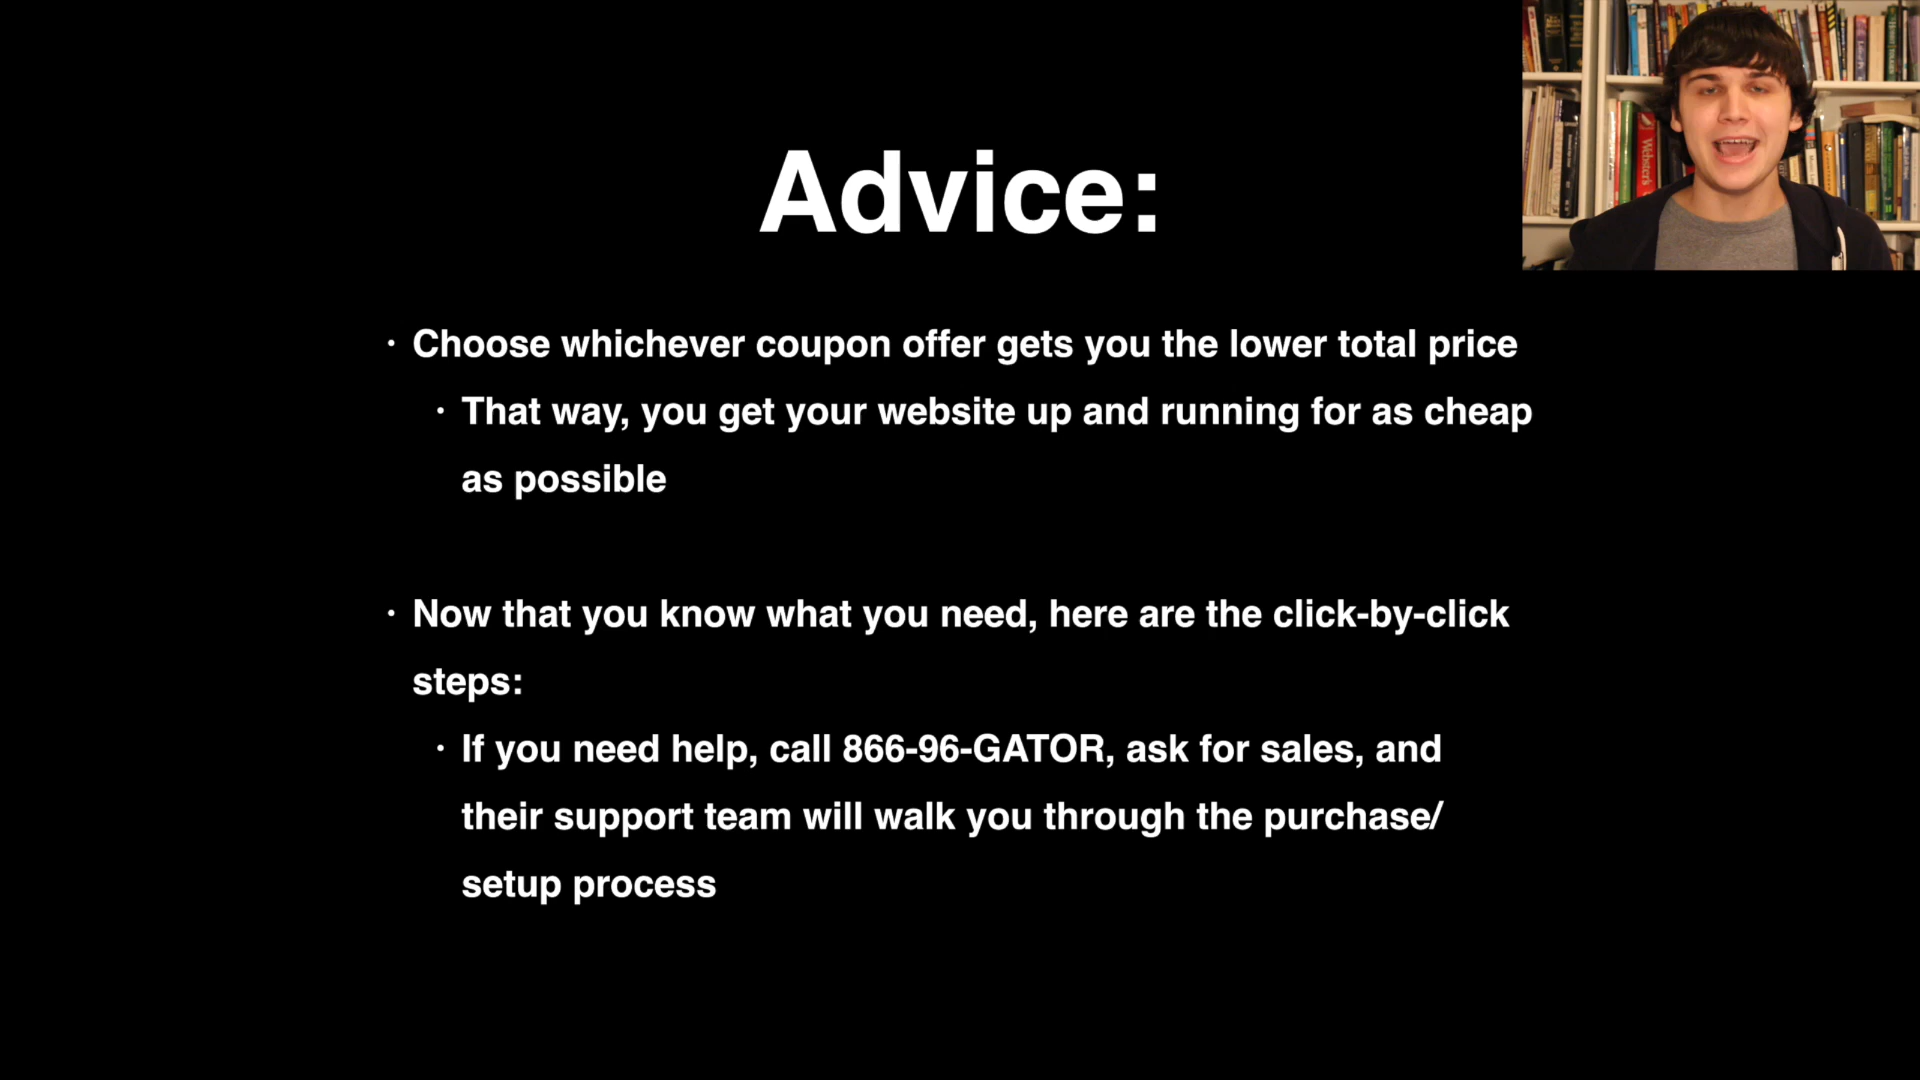 Advice:
• Choose whichever coupon offer gets you the lower total price
• That way, you get your website up and running for as cheap
as possible
• Now that you know what you need, here are the click-by-click
steps:
• If you need help, call 866-96-GATOR, ask for sales, and
their support team will walk you through the purchase/
setup process
Webster's